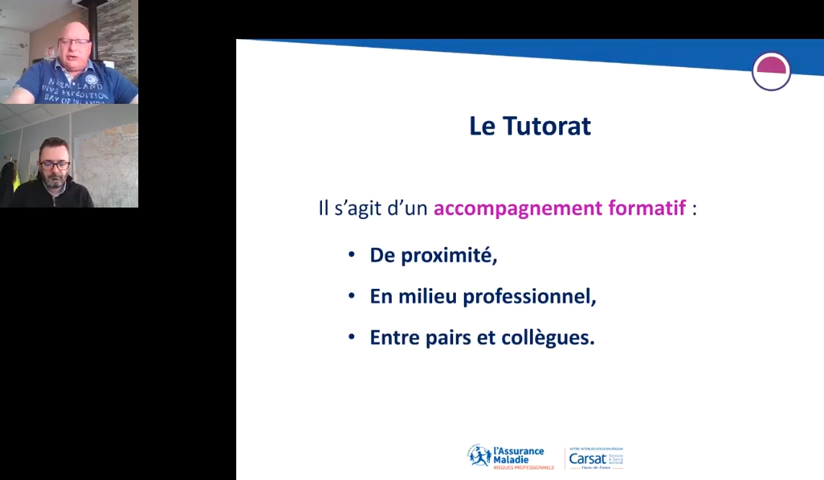 Le Tutorat
Il s’agit d’un accompagnement formatif :
• De proximité,
• En milieu professionnel,
• Entre pairs et collègues.
l’Assurance
Maladie
RISQUES PROFESSIONNELS
Carsat
Hauts-de-France